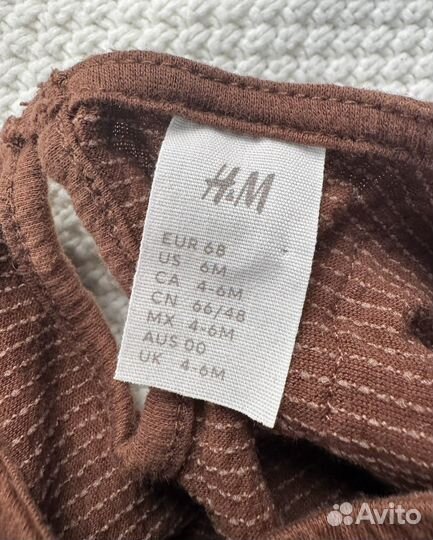 H&M
EUR 68
US 6M
CA 4-6M
CN 66/48
MX 4-6M
AUS 00
UK 4-6M
Avito